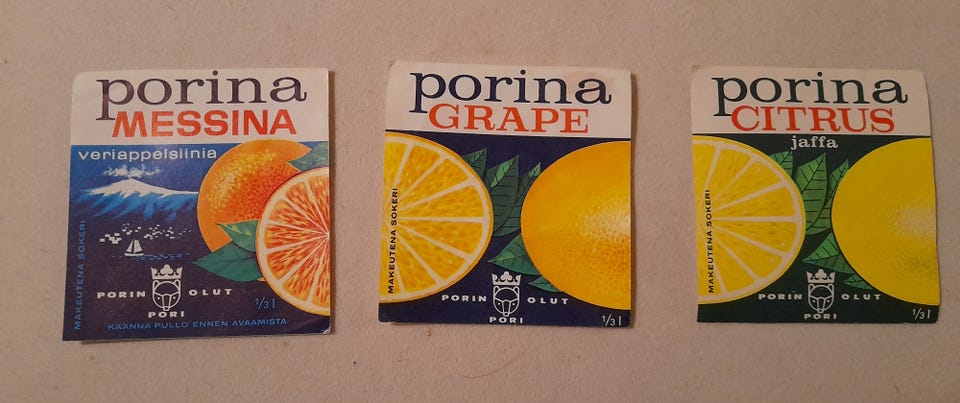 porina
MESSINA
veriappelsiinia
MAKEUTENA SOKERI
PORIN OLUT
PORI
1/3 l
KÄÄNNÄ PULLO ENNEN AVAAMISTA
porina
GRAPE
MAKEUTENA SOKERI
PORIN OLUT
PORI
1/3 l
porina
CITRUS
jaffa
MAKEUTENA SOKERI
PORIN OLUT
PORI
1/3 l